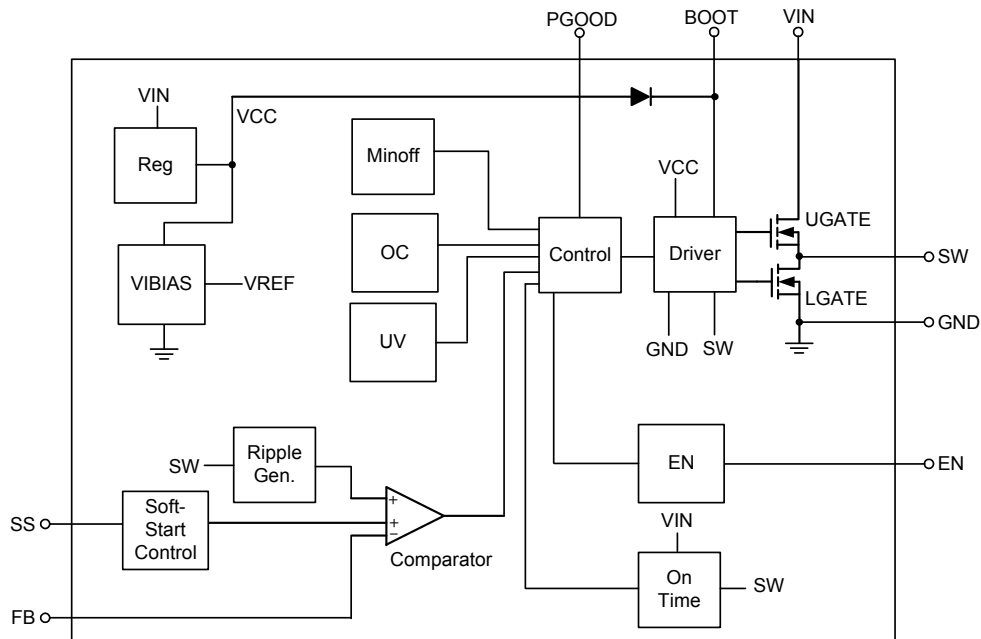 PGOOD
BOOT
VIN
VIN
VCC
Reg
Minoff
VCC
UGATE
OC
Control
Driver
SW
VIBIAS
VREF
LGATE
GND
UV
GND
SW
Ripple
Gen.
SW
EN
EN
SS
Soft-
Start
Control
+
+
−
Comparator
VIN
On
Time
SW
FB